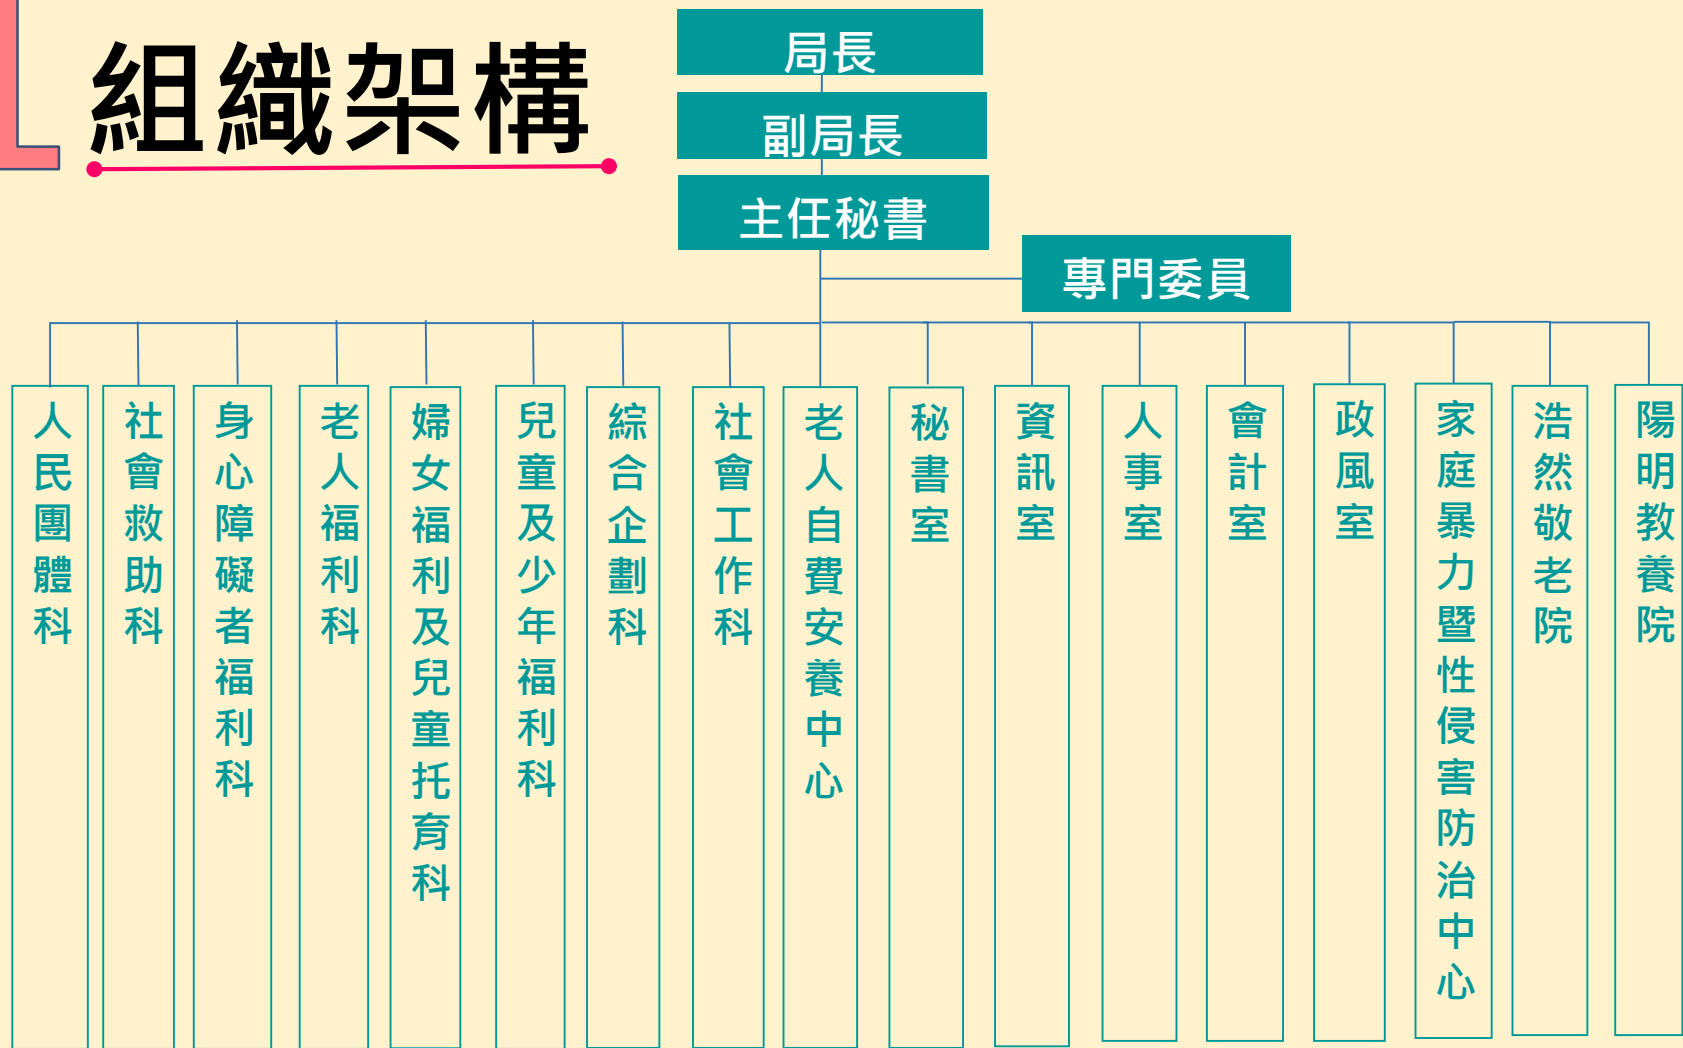 組織架構
局長
副局長
主任秘書
專門委員
人民團體科
社會救助科
身心障礙者福利科
老人福利科
婦女福利及兒童托育科
兒童及少年福利科
綜合企劃科
社會工作科
老人自費安養中心
秘書室
資訊室
人事室
會計室
政風室
家庭暴力暨性侵害防治中心
浩然敬老院
陽明教養院